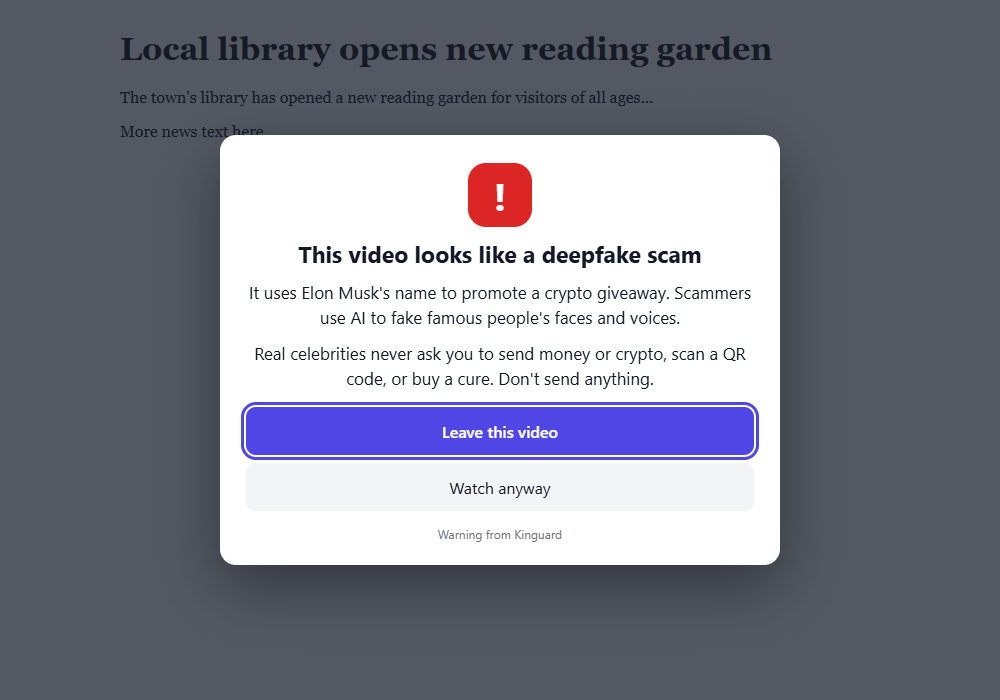 Local library opens new reading garden
The town's library has opened a new reading garden for visitors of all ages...
More news text here
!
This video looks like a deepfake scam
It uses Elon Musk's name to promote a crypto giveaway. Scammers
use AI to fake famous people's faces and voices.
Real celebrities never ask you to send money or crypto, scan a QR
code, or buy a cure. Don't send anything.
Leave this video
Watch anyway
Warning from Kinguard